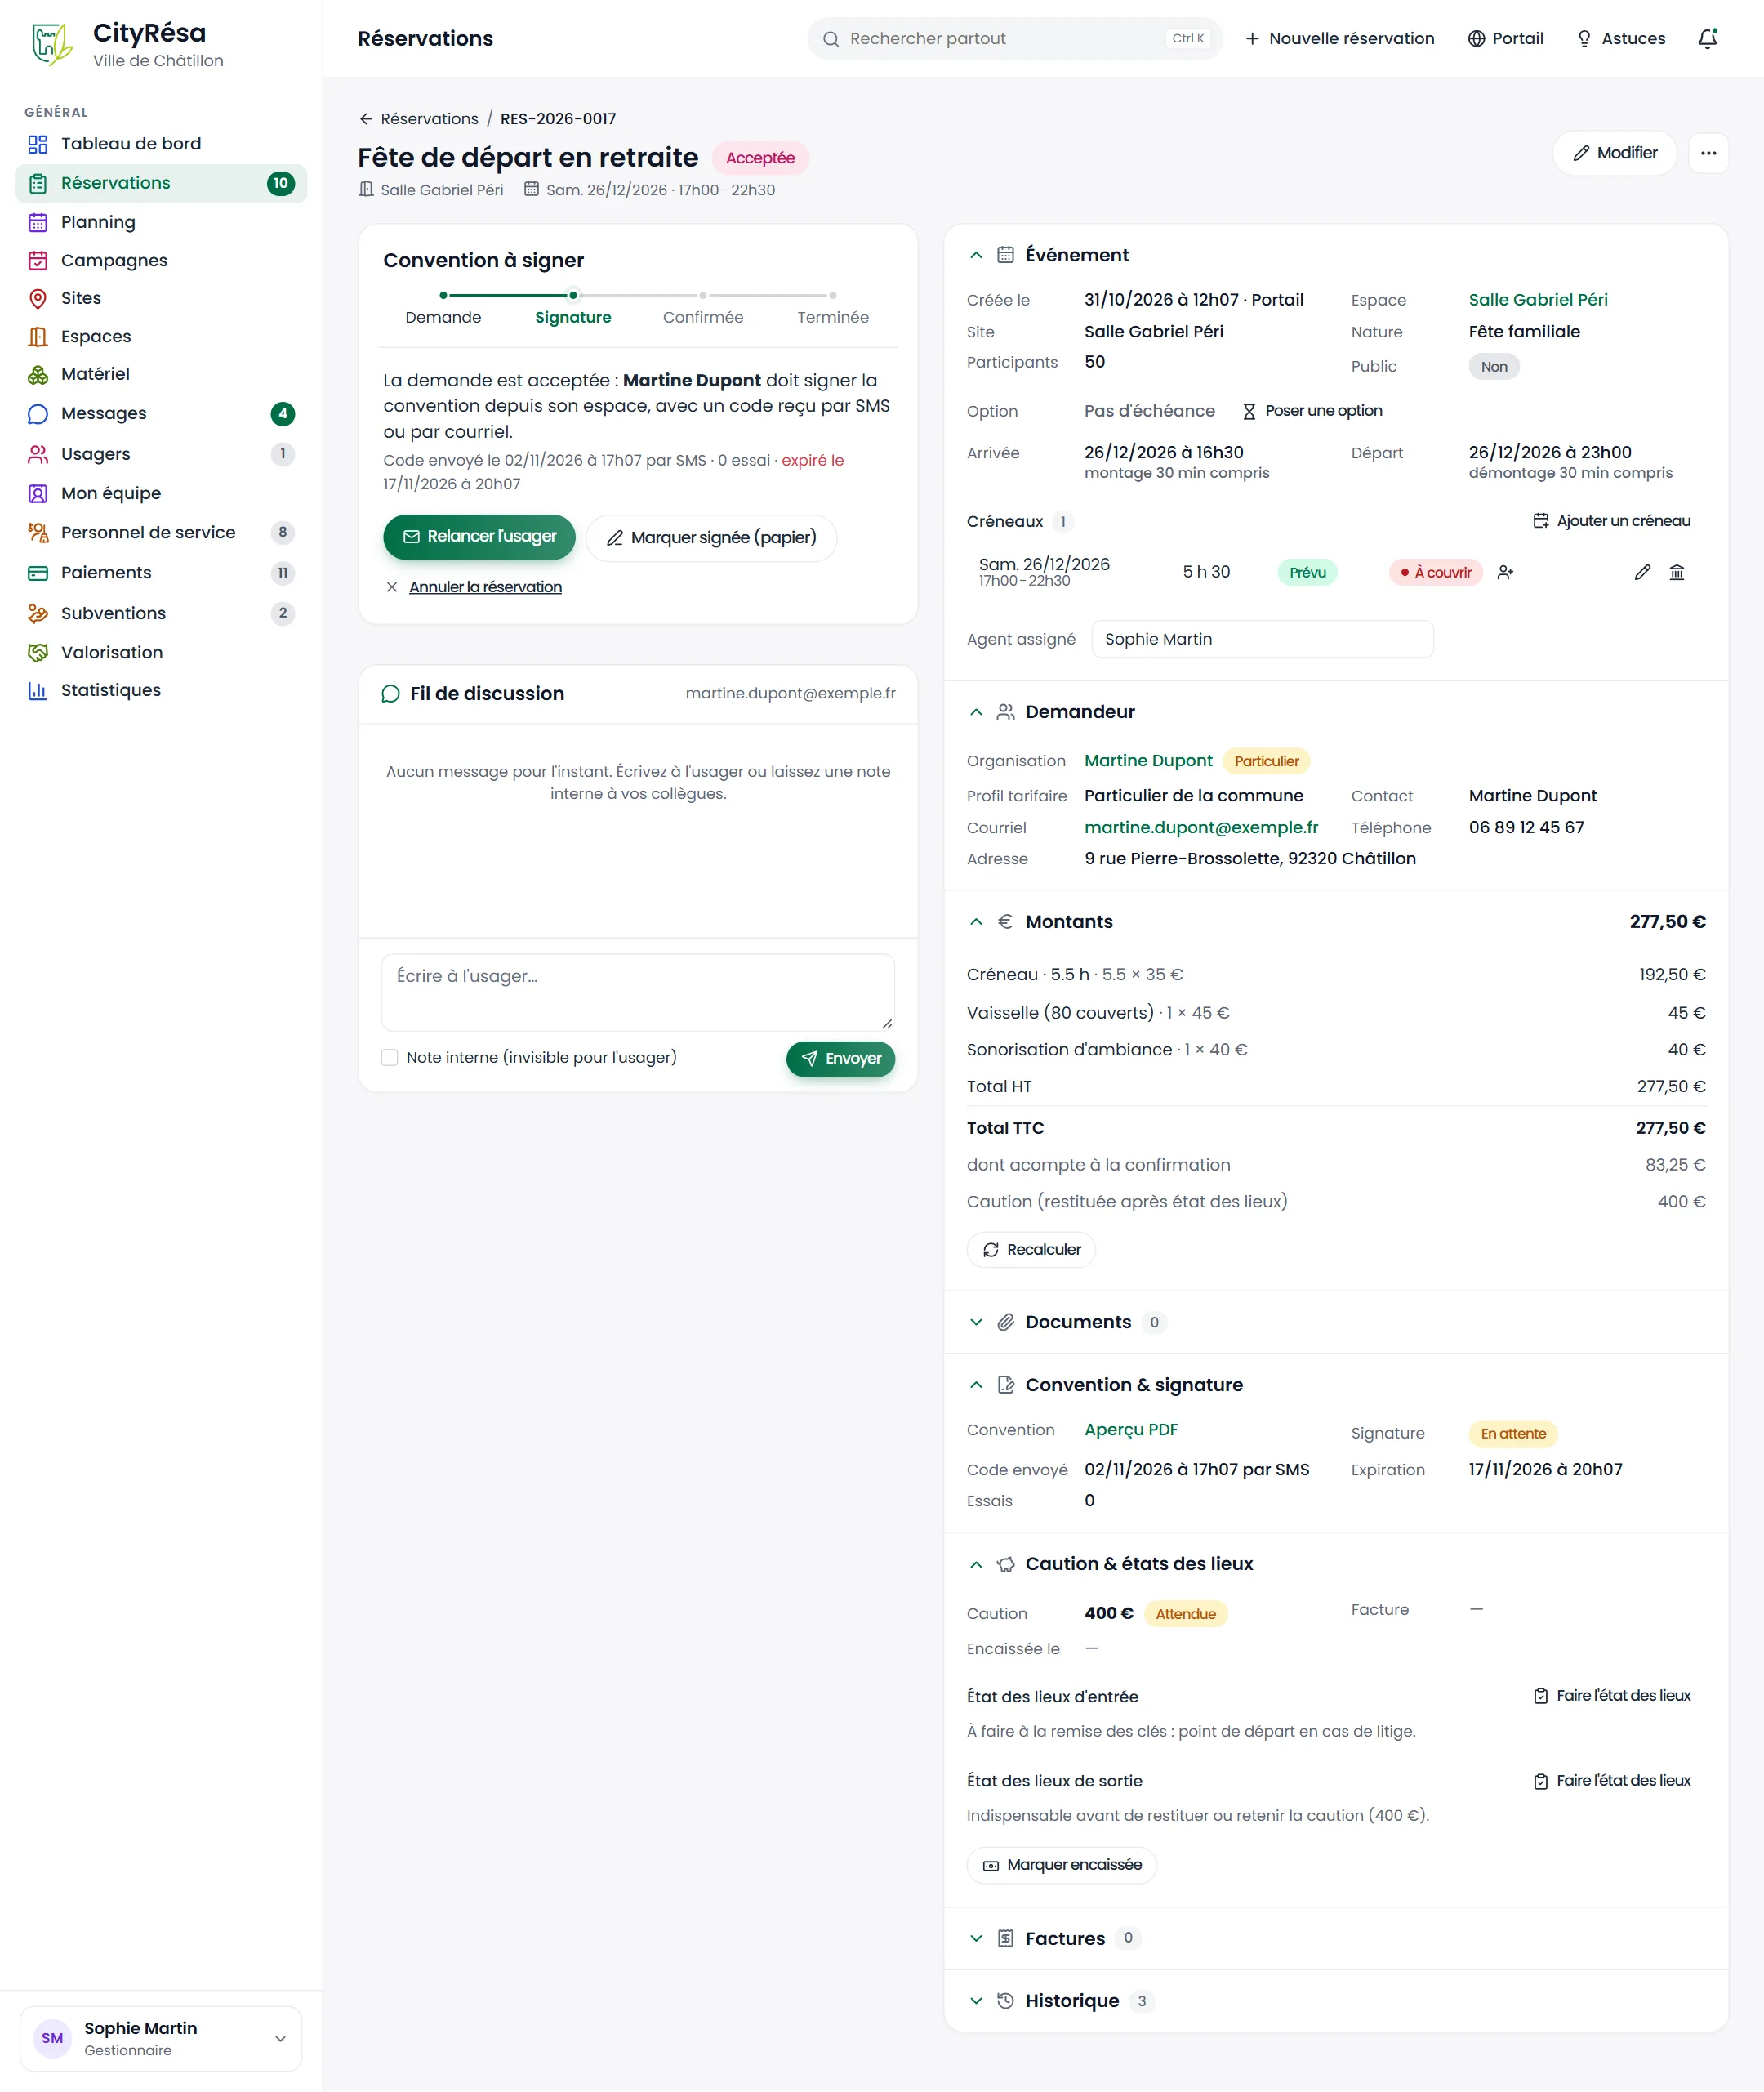 CityRésa
Ville de Châtillon
GÉNÉRAL
Tableau de bord
Réservations 10
Planning
Campagnes
Sites
Espaces
Matériel
Messages 4
Usagers 1
Mon équipe
Personnel de service 8
Paiements 11
Subventions 2
Valorisation
Statistiques
SM
Sophie Martin
Gestionnaire
Réservations
Rechercher partout Ctrl K
Nouvelle réservation
Portail
Astuces
Réservations / RES-2026-0017
Fête de départ en retraite Acceptée
Salle Gabriel Péri Sam. 26/12/2026 · 17h00–22h30
Modifier
Convention à signer
Demande Signature Confirmée Terminée
La demande est acceptée : Martine Dupont doit signer la
convention depuis son espace, avec un code reçu par SMS
ou par courriel.
Code envoyé le 02/11/2026 à 17h07 par SMS · 0 essai · expiré le
17/11/2026 à 20h07
Relancer l'usager Marquer signée (papier)
Annuler la réservation
Fil de discussion martine.dupont@exemple.fr
Aucun message pour l'instant. Écrivez à l'usager ou laissez une note
interne à vos collègues.
Écrire à l'usager…
Note interne (invisible pour l'usager) Envoyer
Événement
Créée le 31/10/2026 à 12h07 · Portail Espace Salle Gabriel Péri
Site Salle Gabriel Péri Nature Fête familiale
Participants 50 Public Non
Option Pas d'échéance Poser une option
Arrivée 26/12/2026 à 16h30 Départ 26/12/2026 à 23h00
montage 30 min compris démontage 30 min compris
Créneaux 1 Ajouter un créneau
Sam. 26/12/2026 5 h 30 Prévu À couvrir
17h00–22h30
Agent assigné Sophie Martin
Demandeur
Organisation Martine Dupont Particulier
Profil tarifaire Particulier de la commune Contact Martine Dupont
Courriel martine.dupont@exemple.fr Téléphone 06 89 12 45 67
Adresse 9 rue Pierre-Brossolette, 92320 Châtillon
€ Montants 277,50 €
Créneau · 5.5 h · 5.5 × 35 € 192,50 €
Vaisselle (80 couverts) · 1 × 45 € 45 €
Sonorisation d'ambiance · 1 × 40 € 40 €
Total HT 277,50 €
Total TTC 277,50 €
dont acompte à la confirmation 83,25 €
Caution (restituée après état des lieux) 400 €
Recalculer
Documents 0
Convention & signature
Convention Aperçu PDF Signature En attente
Code envoyé 02/11/2026 à 17h07 par SMS Expiration 17/11/2026 à 20h07
Essais 0
Caution & états des lieux
Caution 400 € Attendue Facture —
Encaissée le —
État des lieux d'entrée Faire l'état des lieux
À faire à la remise des clés : point de départ en cas de litige.
État des lieux de sortie Faire l'état des lieux
Indispensable avant de restituer ou retenir la caution (400 €).
Marquer encaissée
Factures 0
Historique 3